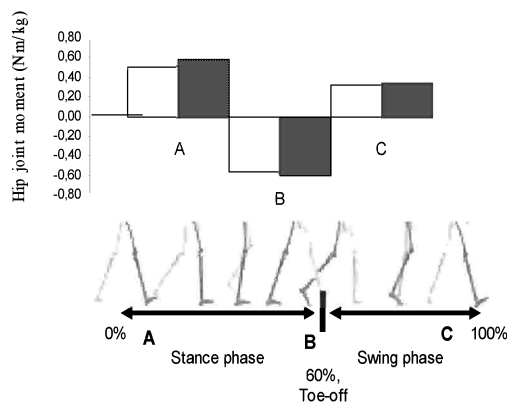 Hip joint moment (Nm/kg)
0,80
0,60
0,40
0,20
0,00
-0,20
-0,40
-0,60
-0,80
A
B
C
0%
A
Stance phase
B
60%,
Toe-off
Swing phase
C
100%